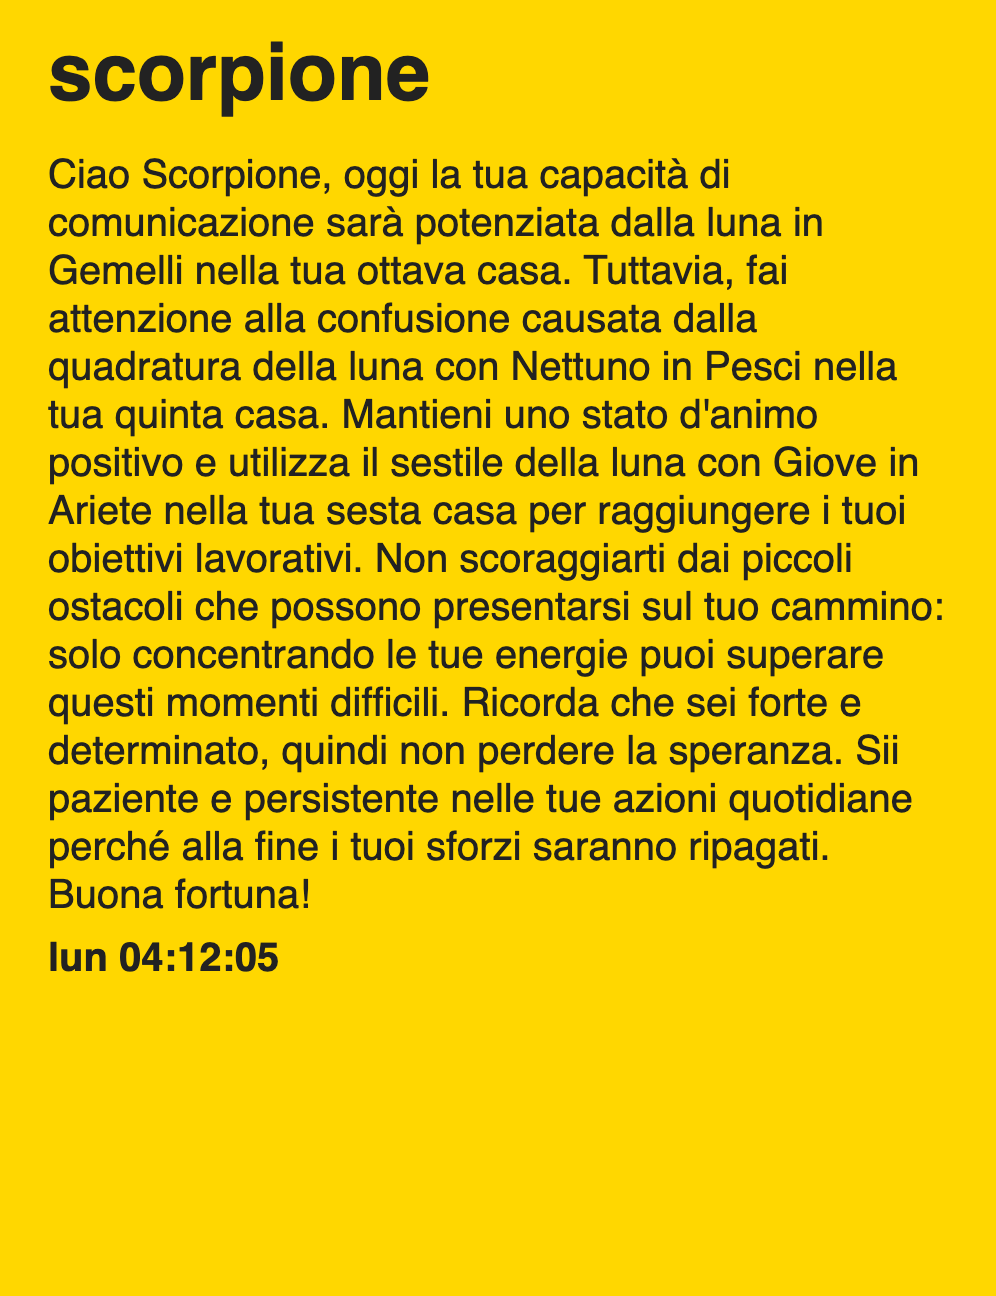 scorpione
Ciao Scorpione, oggi la tua capacità di
comunicazione sarà potenziata dalla luna in
Gemelli nella tua ottava casa. Tuttavia, fai
attenzione alla confusione causata dalla
quadratura della luna con Nettuno in Pesci nella
tua quinta casa. Mantieni uno stato d'animo
positivo e utilizza il sestile della luna con Giove in
Ariete nella tua sesta casa per raggiungere i tuoi
obiettivi lavorativi. Non scoraggiarti dai piccoli
ostacoli che possono presentarsi sul tuo cammino:
solo concentrando le tue energie puoi superare
questi momenti difficili. Ricorda che sei forte e
determinato, quindi non perdere la speranza. Sii
paziente e persistente nelle tue azioni quotidiane
perché alla fine i tuoi sforzi saranno ripagati.
Buona fortuna!
lun 04:12:05